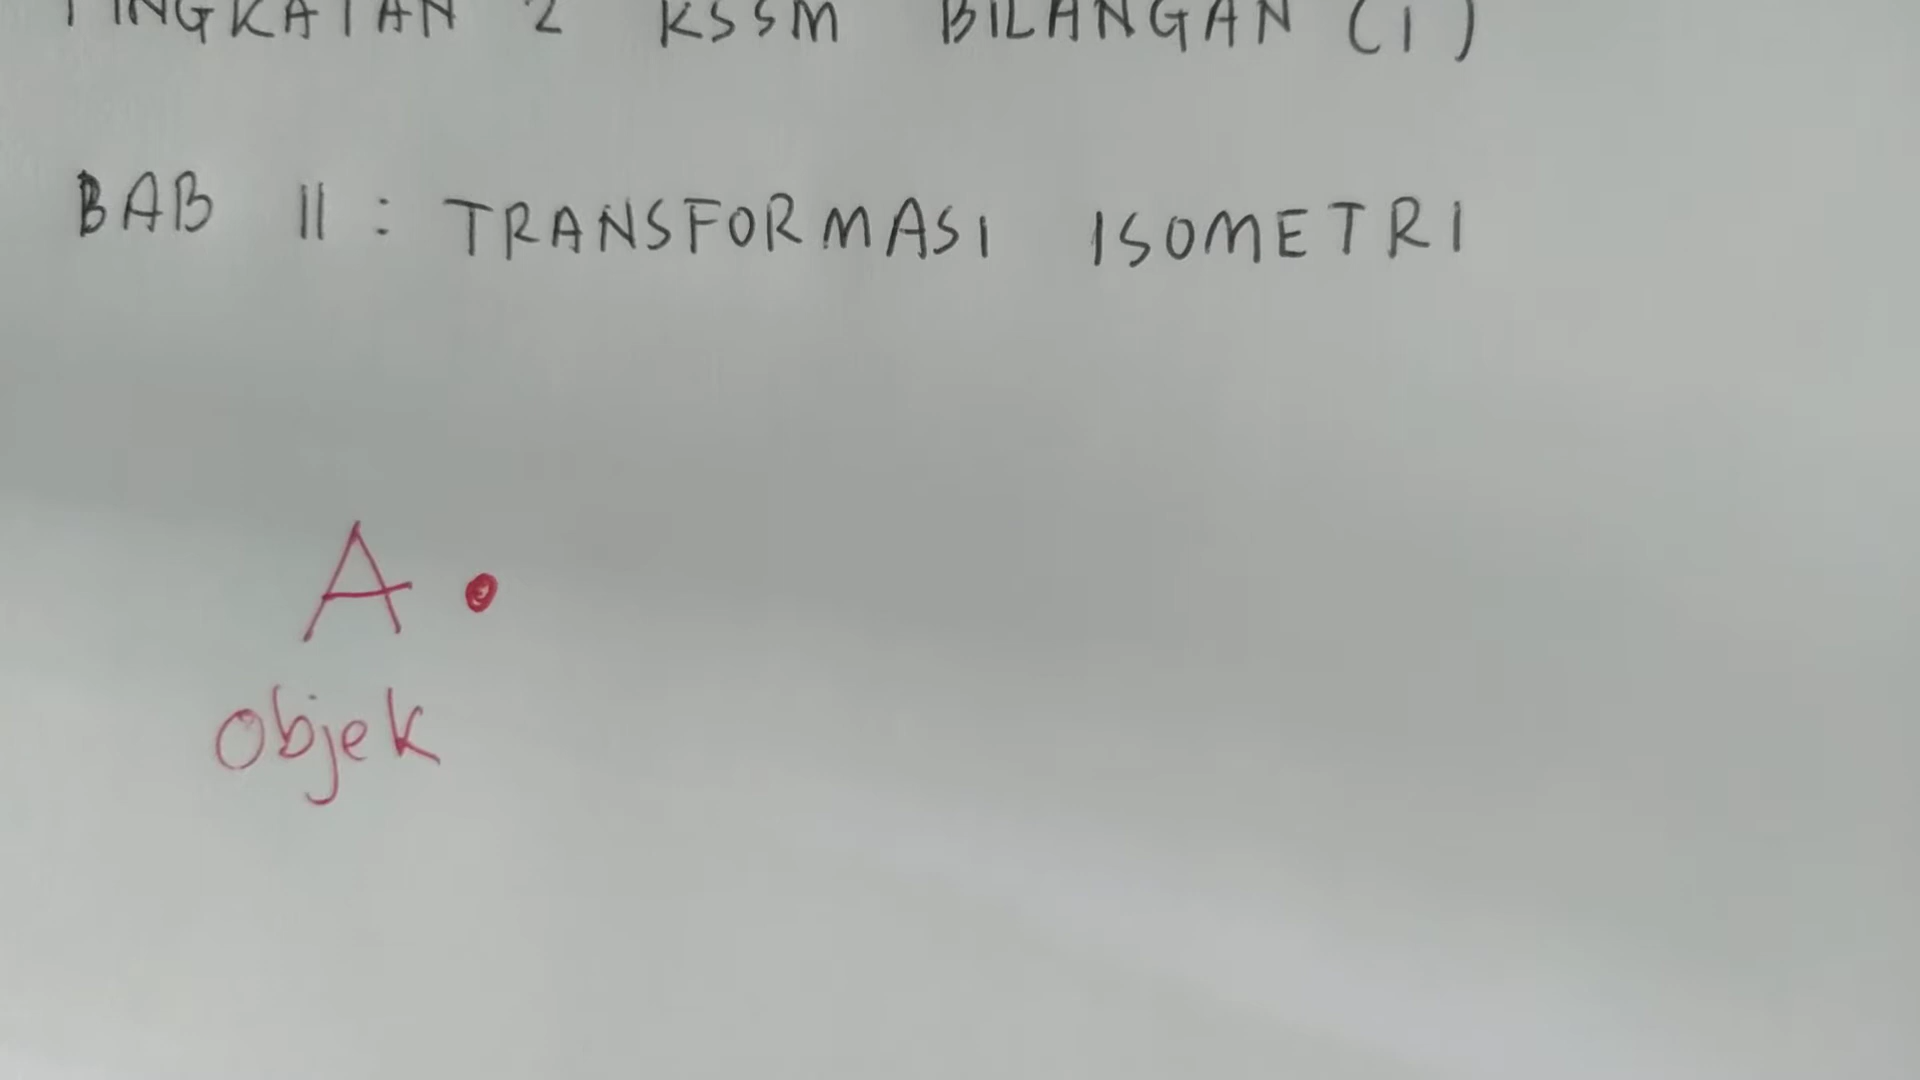 TINGKATAN 2 KSSM BILANGAN (1)
BAB 11 : TRANSFORMASI ISOMETRI
A
Objek